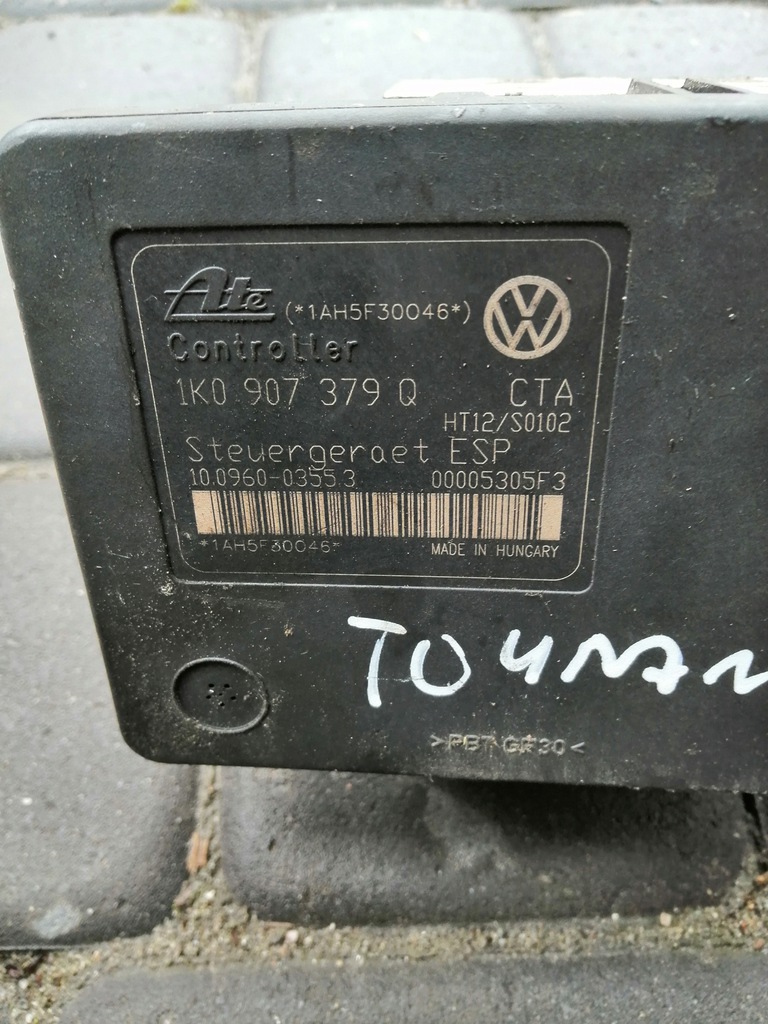 Ate (*1AH5F30046*)
Controller
1K0 907 379 Q CTA
HT12/S0102
Steuergeraet ESP
10.0960-0355.3 00005305F3
*1AH5F30046*
MADE IN HUNGARY
TOURAN
>PBT GF30<